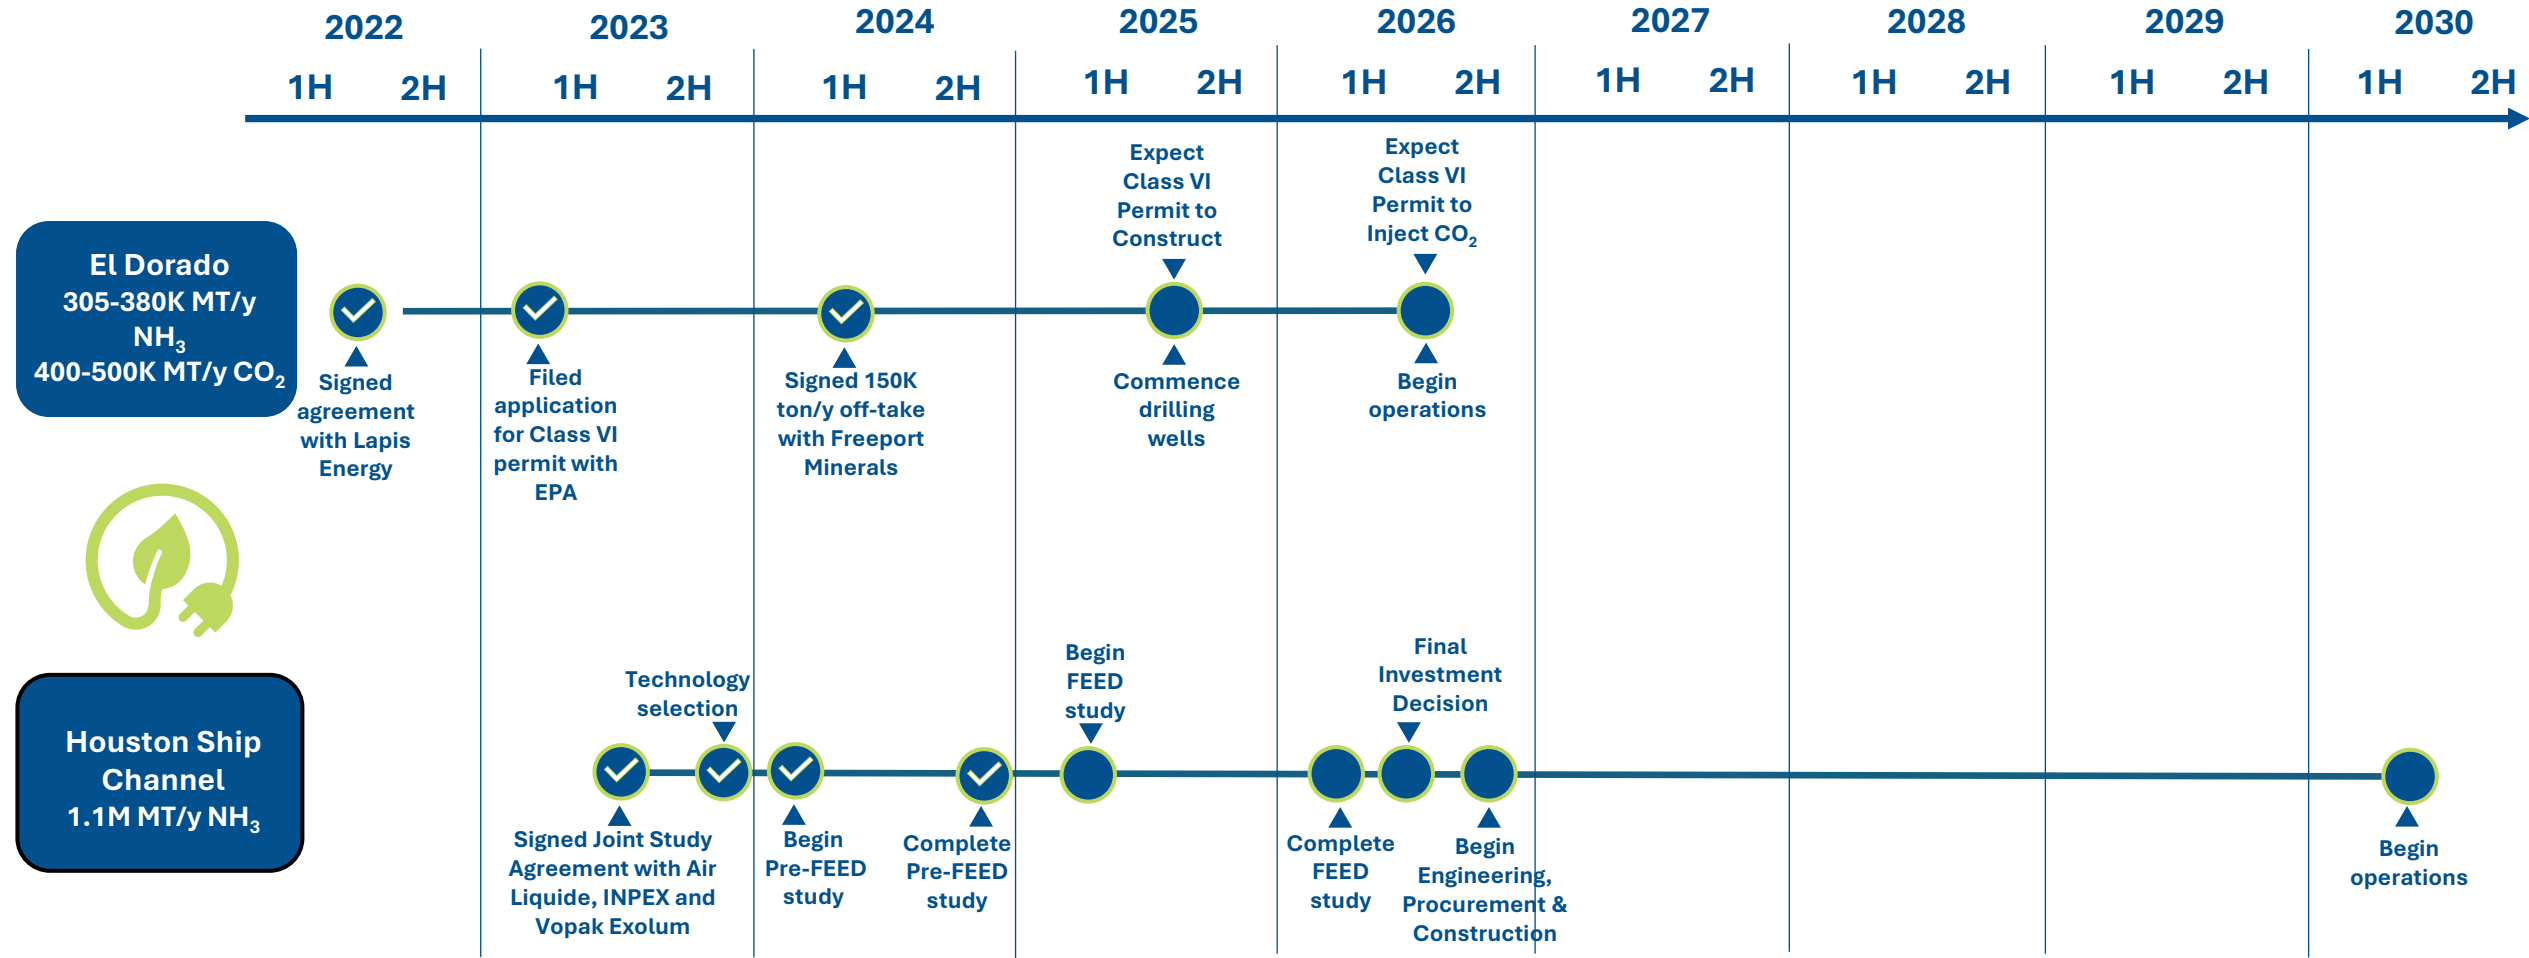 2022
2023
2024
2025
2026
2027
2028
2029
2030
1H
2H
1H
2H
1H
2H
1H
2H
1H
2H
1H
2H
1H
2H
1H
2H
1H
2H
Expect
Class VI
Permit to
Construct
Expect
Class VI
Permit to
Inject CO₂
El Dorado
305-380K MT/y
NH₃
400-500K MT/y CO₂
Signed
agreement
with Lapis
Energy
Filed
application
for Class VI
permit with
EPA
Signed 150K
ton/y off-take
with Freeport
Minerals
Commence
drilling
wells
Begin
operations
Technology
selection
Begin
FEED
study
Final
Investment
Decision
Houston Ship
Channel
1.1M MT/y NH₃
Signed Joint Study
Agreement with Air
Liquide, INPEX and
Vopak Exolum
Begin
Pre-FEED
study
Complete
Pre-FEED
study
Complete
FEED
study
Begin
Engineering,
Procurement &
Construction
Begin
operations